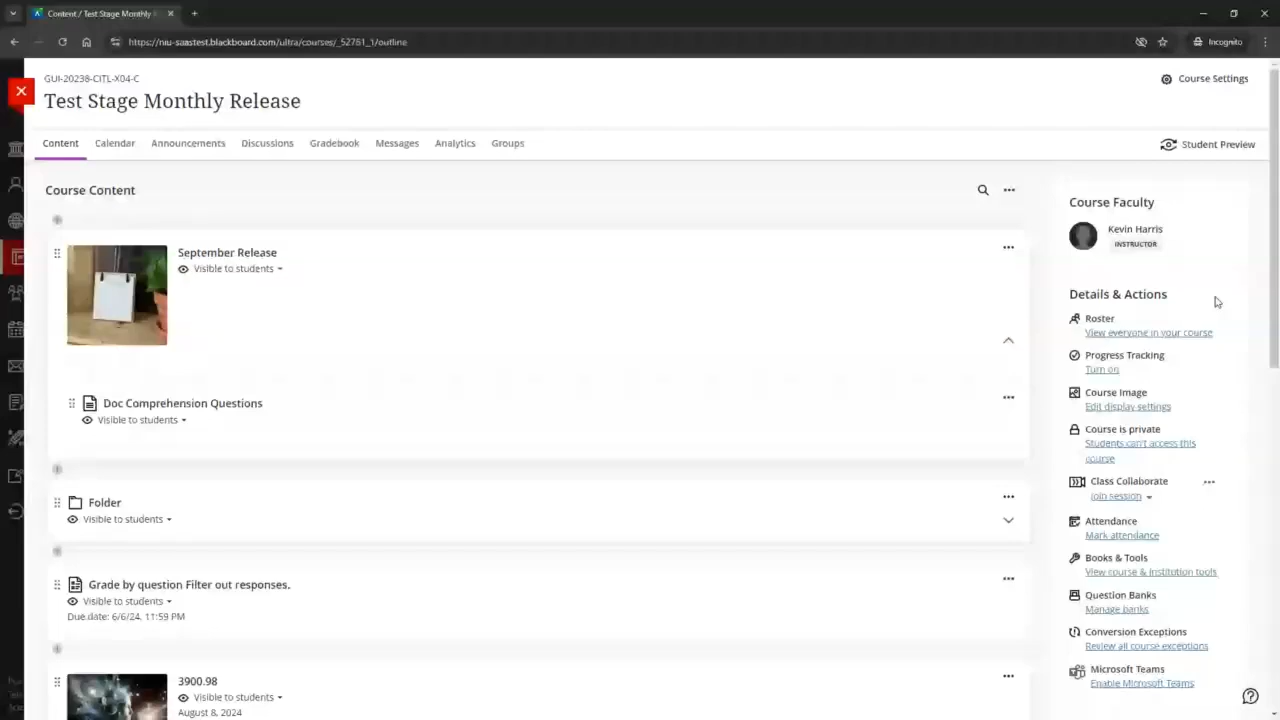 Content / Test Stage Monthly
https://niu-saastest.blackboard.com/ultra/courses/_52761_1/outline
Incognito
GUI-20238-CITL-X04-C
Test Stage Monthly Release
Course Settings
Content
Calendar
Announcements
Discussions
Gradebook
Messages
Analytics
Groups
Student Preview
Course Content
September Release
Visible to students
Doc Comprehension Questions
Visible to students
Folder
Visible to students
Grade by question Filter out responses.
Visible to students
Due date: 6/6/24, 11:59 PM
3900.98
Visible to students
August 8, 2024
Course Faculty
Kevin Harris
INSTRUCTOR
Details & Actions
Roster
View everyone in your course
Progress Tracking
Turn on
Course Image
Edit display settings
Course is private
Students can't access this
course
Class Collaborate
Join session
Attendance
Mark attendance
Books & Tools
View course & institution tools
Question Banks
Manage banks
Conversion Exceptions
Review all course exceptions
Microsoft Teams
Enable Microsoft Teams